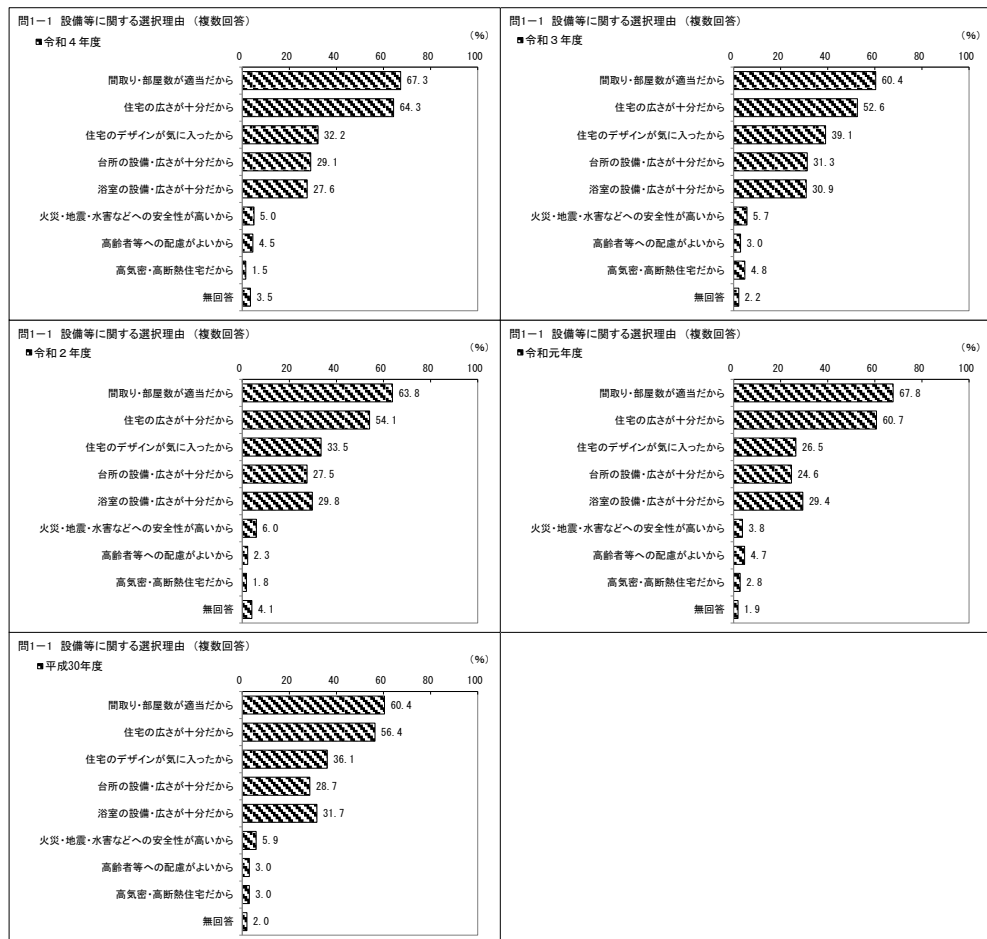 問1－1 設備等に関する選択理由 （複数回答）
令和４年度
(%)
0 20 40 60 80 100
間取り・部屋数が適当だから 67.3
住宅の広さが十分だから 64.3
住宅のデザインが気に入ったから 32.2
台所の設備・広さが十分だから 29.1
浴室の設備・広さが十分だから 27.6
火災・地震・水害などへの安全性が高いから 5.0
高齢者等への配慮がよいから 4.5
高気密・高断熱住宅だから 1.5
無回答 3.5
問1－1 設備等に関する選択理由 （複数回答）
令和３年度
(%)
0 20 40 60 80 100
間取り・部屋数が適当だから 60.4
住宅の広さが十分だから 52.6
住宅のデザインが気に入ったから 39.1
台所の設備・広さが十分だから 31.3
浴室の設備・広さが十分だから 30.9
火災・地震・水害などへの安全性が高いから 5.7
高齢者等への配慮がよいから 3.0
高気密・高断熱住宅だから 4.8
無回答 2.2
問1－1 設備等に関する選択理由 （複数回答）
令和２年度
(%)
0 20 40 60 80 100
間取り・部屋数が適当だから 63.8
住宅の広さが十分だから 54.1
住宅のデザインが気に入ったから 33.5
台所の設備・広さが十分だから 27.5
浴室の設備・広さが十分だから 29.8
火災・地震・水害などへの安全性が高いから 6.0
高齢者等への配慮がよいから 2.3
高気密・高断熱住宅だから 1.8
無回答 4.1
問1－1 設備等に関する選択理由 （複数回答）
令和元年度
(%)
0 20 40 60 80 100
間取り・部屋数が適当だから 67.8
住宅の広さが十分だから 60.7
住宅のデザインが気に入ったから 26.5
台所の設備・広さが十分だから 24.6
浴室の設備・広さが十分だから 29.4
火災・地震・水害などへの安全性が高いから 3.8
高齢者等への配慮がよいから 4.7
高気密・高断熱住宅だから 2.8
無回答 1.9
問1－1 設備等に関する選択理由 （複数回答）
平成30年度
(%)
0 20 40 60 80 100
間取り・部屋数が適当だから 60.4
住宅の広さが十分だから 56.4
住宅のデザインが気に入ったから 36.1
台所の設備・広さが十分だから 28.7
浴室の設備・広さが十分だから 31.7
火災・地震・水害などへの安全性が高いから 5.9
高齢者等への配慮がよいから 3.0
高気密・高断熱住宅だから 3.0
無回答 2.0